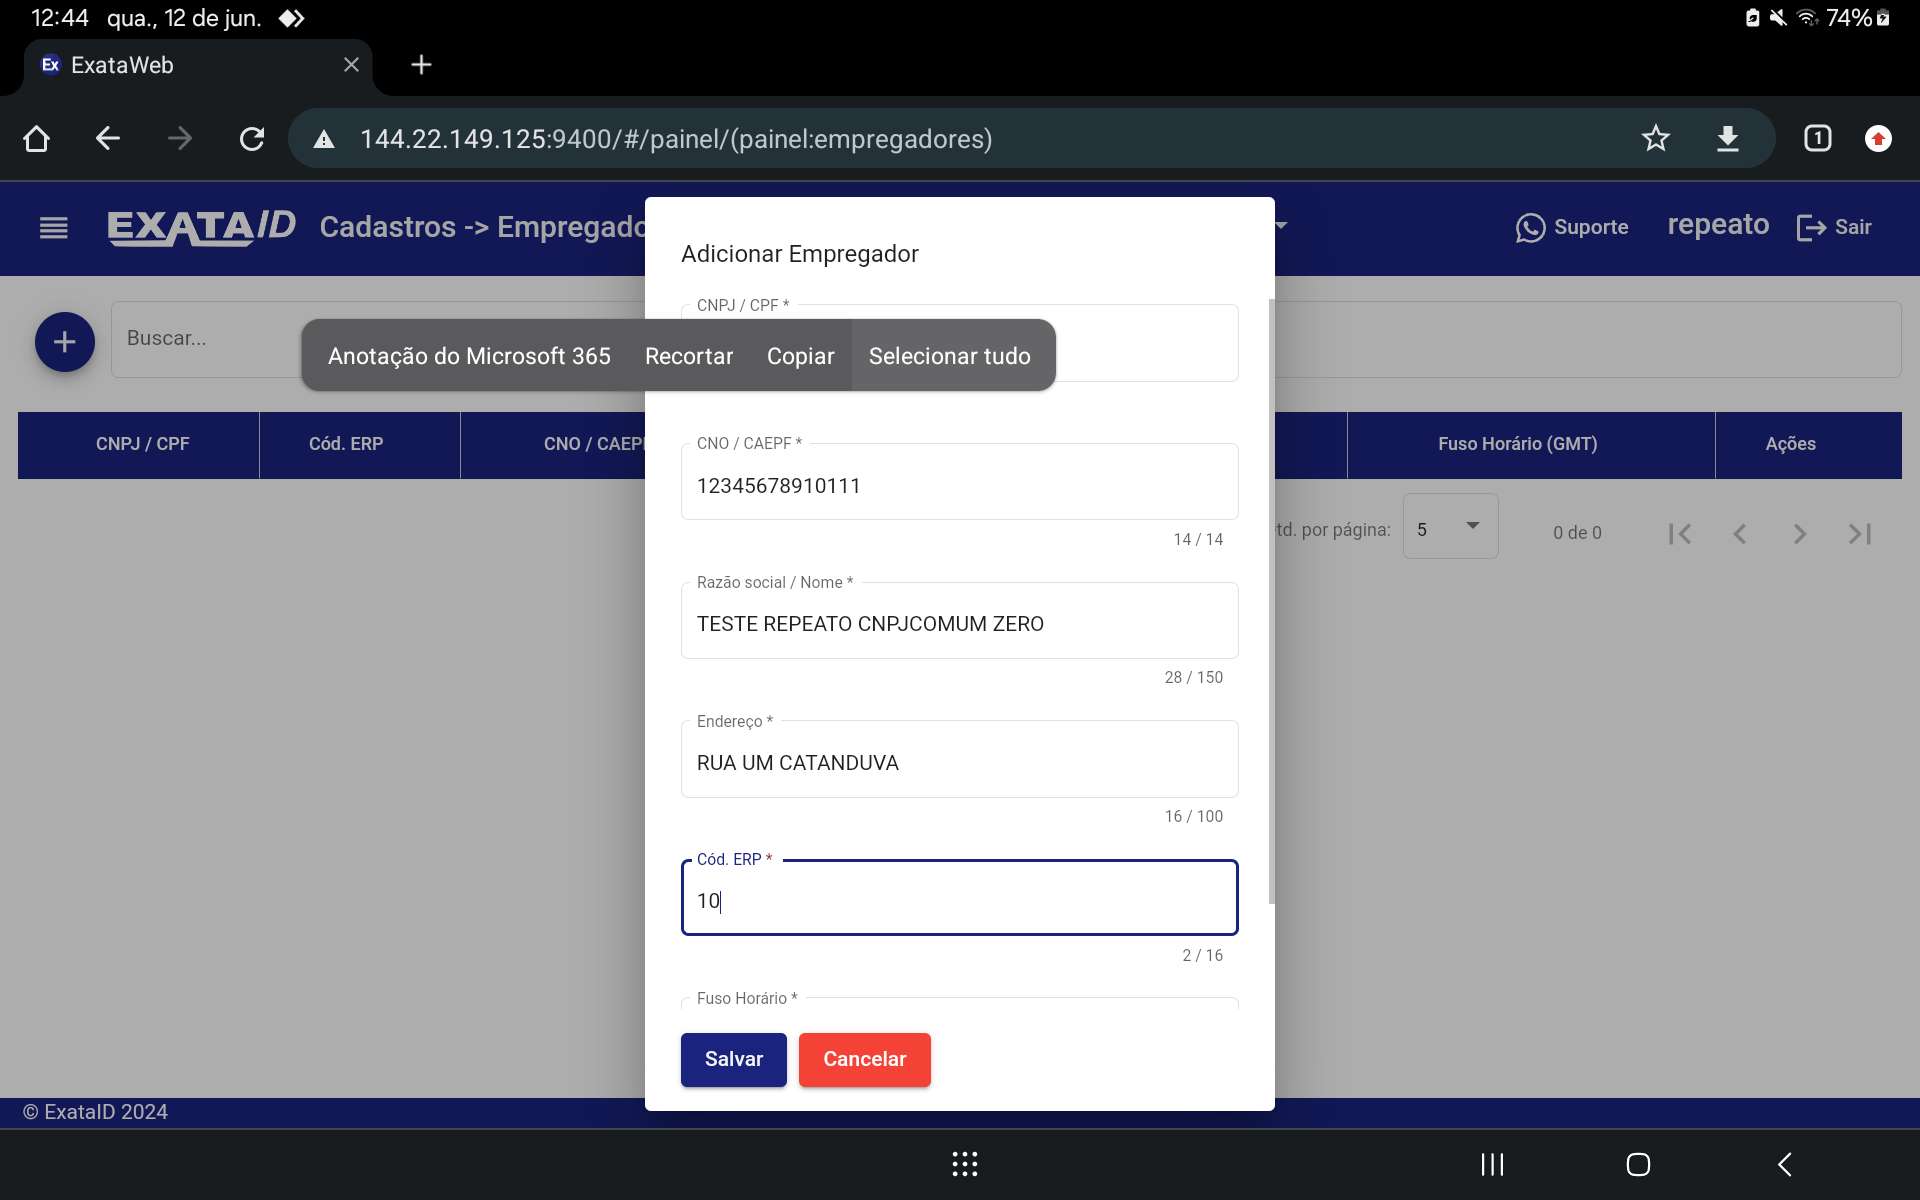 12:44 qua., 12 de jun. 74%
Ex ExataWeb
144.22.149.125:9400/#/painel/(painel:empregadores) 1
EXATAID Cadastros -> Empregado Suporte repeato Sair
Adicionar Empregador
CNPJ / CPF *
Buscar...
Anotação do Microsoft 365 Recortar Copiar Selecionar tudo
CNPJ / CPF Cód. ERP CNO / CAEP Fuso Horário (GMT) Ações
CNO / CAEPF *
12345678910111
14 / 14
td. por página: 5 0 de 0
Razão social / Nome *
TESTE REPEATO CNPJCOMUM ZERO
28 / 150
Endereço *
RUA UM CATANDUVA
16 / 100
Cód. ERP *
10
2 / 16
Fuso Horário *
Salvar Cancelar
© ExataID 2024